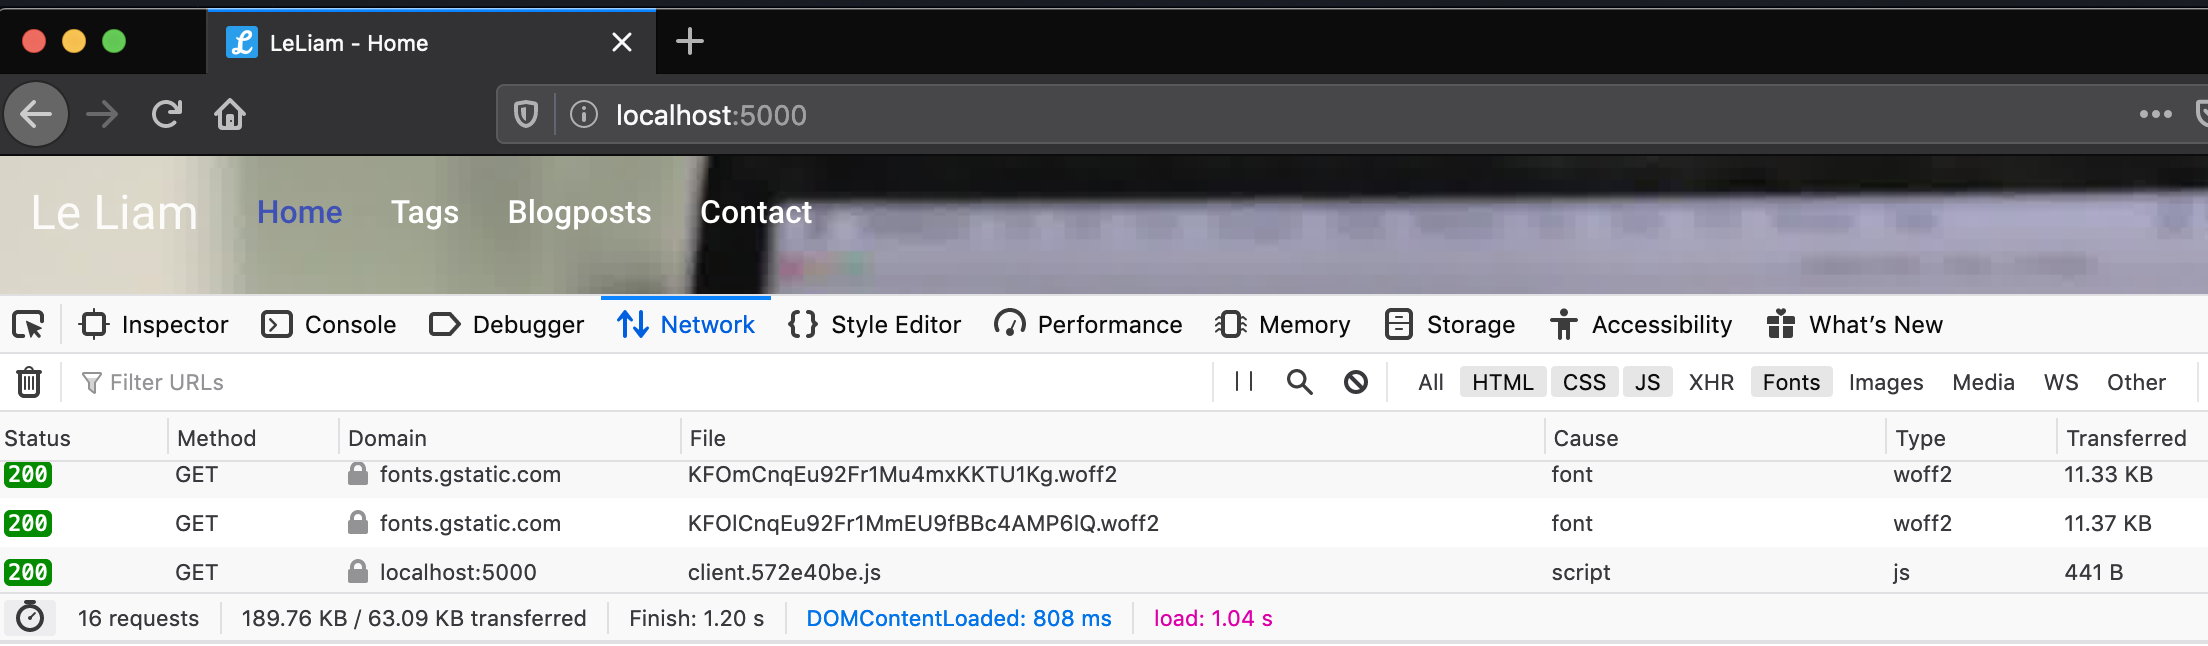 LeLiam - Home
localhost:5000
Le Liam Home Tags Blogposts Contact
Inspector Console Debugger Network Style Editor Performance Memory Storage Accessibility What's New
Filter URLs All HTML CSS JS XHR Fonts Images Media WS Other
Status Method Domain File Cause Type Transferred
200 GET fonts.gstatic.com KFOmCnqEu92Fr1Mu4mxKKTU1Kg.woff2 font woff2 11.33 KB
200 GET fonts.gstatic.com KFOlCnqEu92Fr1MmEU9fBBc4AMP6lQ.woff2 font woff2 11.37 KB
200 GET localhost:5000 client.572e40be.js script js 441 B
16 requests 189.76 KB / 63.09 KB transferred Finish: 1.20 s DOMContentLoaded: 808 ms load: 1.04 s